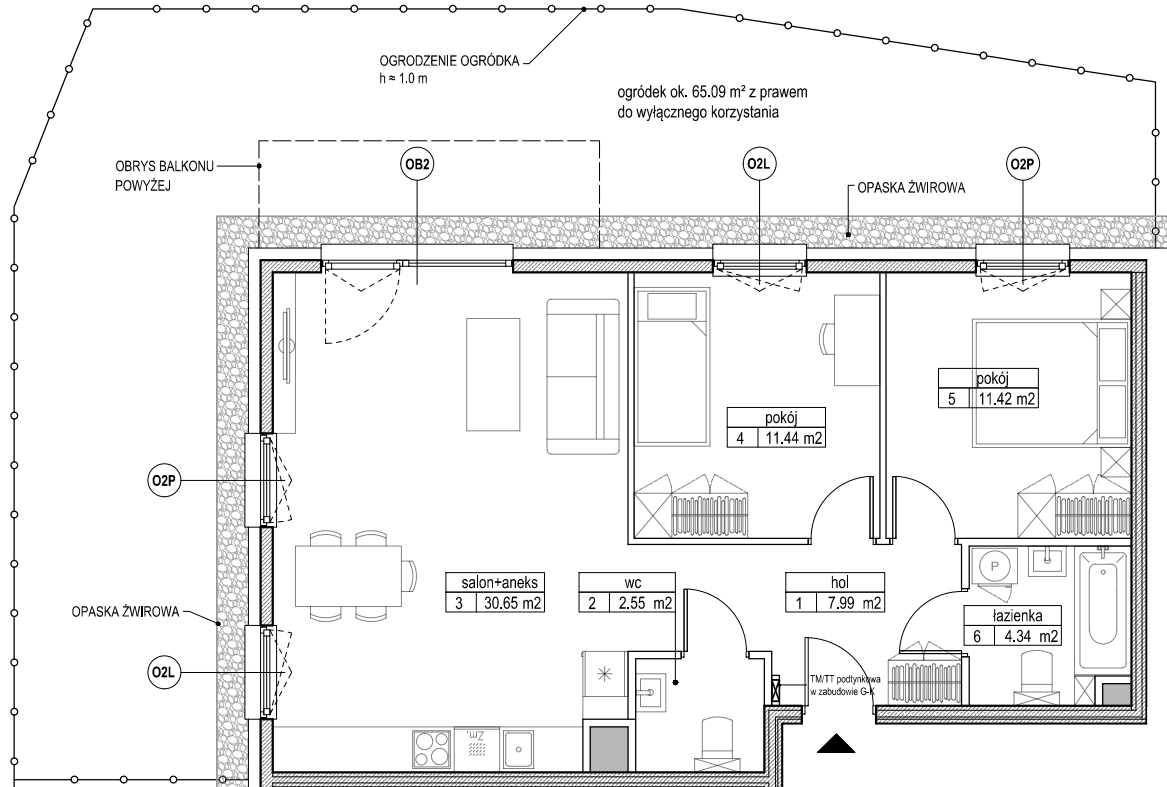 OGRODZENIE OGRÓDKA
h ≈ 1.0 m
ogródek ok. 65.09 m² z prawem
do wyłącznego korzystania
OBRYS BALKONU
POWYŻEJ
OB2
O2L
O2P
OPASKA ŻWIROWA
pokój
5 11.42 m2
pokój
4 11.44 m2
O2P
salon+aneks
3 30.65 m2
wc
2 2.55 m2
hol
1 7.99 m2
P
łazienka
6 4.34 m2
OPASKA ŻWIROWA
O2L
TM/TT podtynkowa
w zabudowie G-K
Zm.